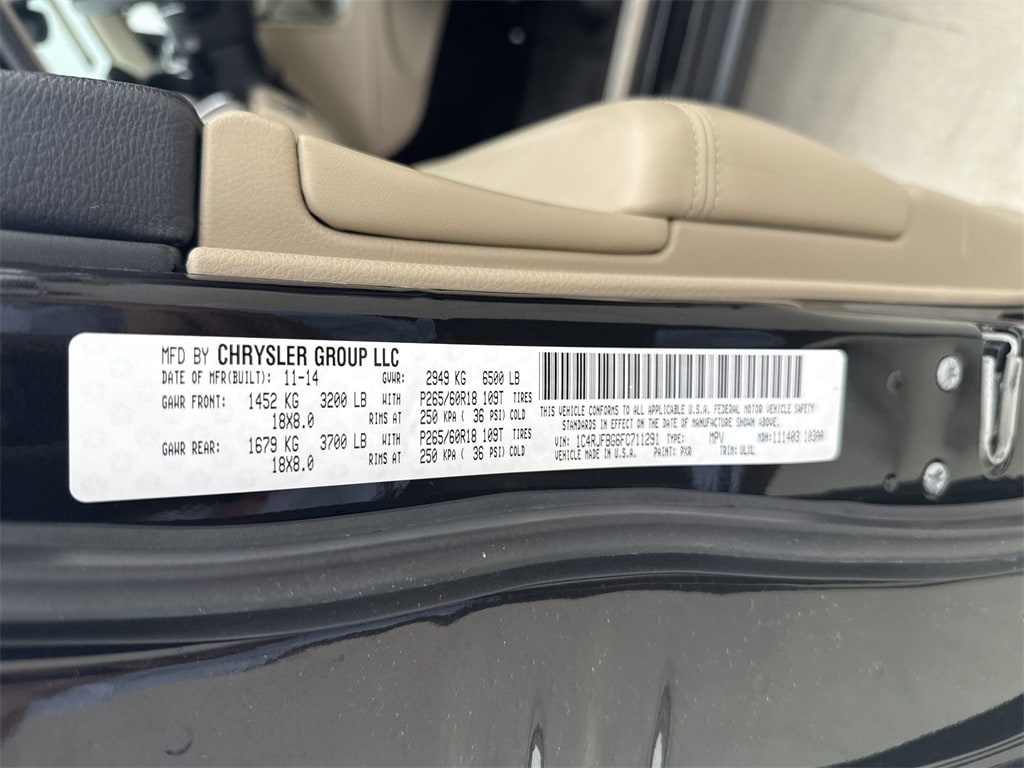 MFD BY CHRYSLER GROUP LLC
DATE OF MFR(BUILT): 11-14 GVWR: 2949 KG 6500 LB
GAWR FRONT: 1452 KG 3200 LB WITH P265/60R18 109T TIRES
18X8.0 RIMS AT 250 KPA ( 36 PSI) COLD
GAWR REAR: 1679 KG 3700 LB WITH P265/60R18 109T TIRES
18X8.0 RIMS AT 250 KPA ( 36 PSI) COLD
THIS VEHICLE CONFORMS TO ALL APPLICABLE U.S.A. FEDERAL MOTOR VEHICLE SAFETY
STANDARDS IN EFFECT ON THE DATE OF MANUFACTURE SHOWN ABOVE.
VIN: 1C4RJFBG6FC711291 TYPE: MPV MDH: 111403 103AA
VEHICLE MADE IN U.S.A. PAINT: PXR TRIM: